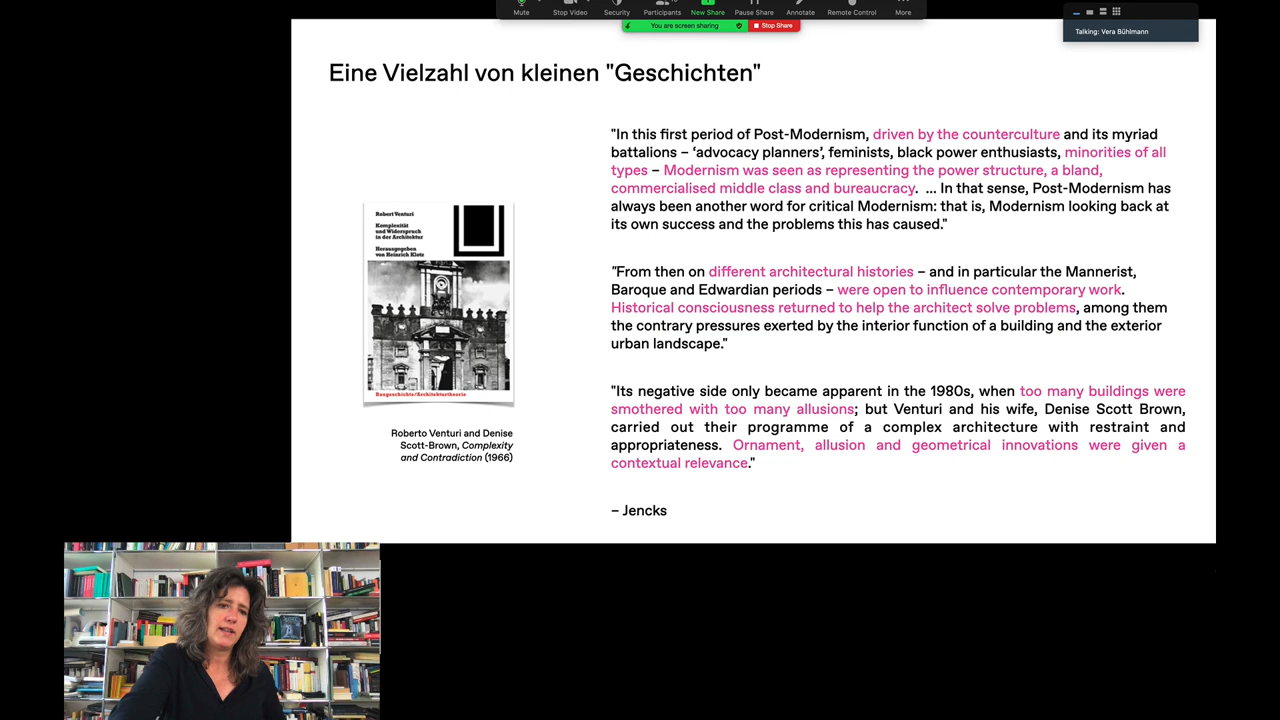 Mute
Stop Video
Security
Participants
New Share
Pause Share
Annotate
Remote Control
More
You are screen sharing
Stop Share
Talking: Vera Bühlmann
Eine Vielzahl von kleinen "Geschichten"
Robert Venturi
Komplexität
und Widerspruch
in der Architektur
Herausgegeben
von Heinrich Klotz
Baugeschichte/Architekturtheorie
Roberto Venturi and Denise
Scott-Brown, Complexity
and Contradiction (1966)
"In this first period of Post-Modernism, driven by the counterculture and its myriad
battalions – ‘advocacy planners’, feminists, black power enthusiasts, minorities of all
types – Modernism was seen as representing the power structure, a bland,
commercialised middle class and bureaucracy. ... In that sense, Post-Modernism has
always been another word for critical Modernism: that is, Modernism looking back at
its own success and the problems this has caused."
"From then on different architectural histories – and in particular the Mannerist,
Baroque and Edwardian periods – were open to influence contemporary work.
Historical consciousness returned to help the architect solve problems, among them
the contrary pressures exerted by the interior function of a building and the exterior
urban landscape."
"Its negative side only became apparent in the 1980s, when too many buildings were
smothered with too many allusions; but Venturi and his wife, Denise Scott Brown,
carried out their programme of a complex architecture with restraint and
appropriateness. Ornament, allusion and geometrical innovations were given a
contextual relevance."
– Jencks